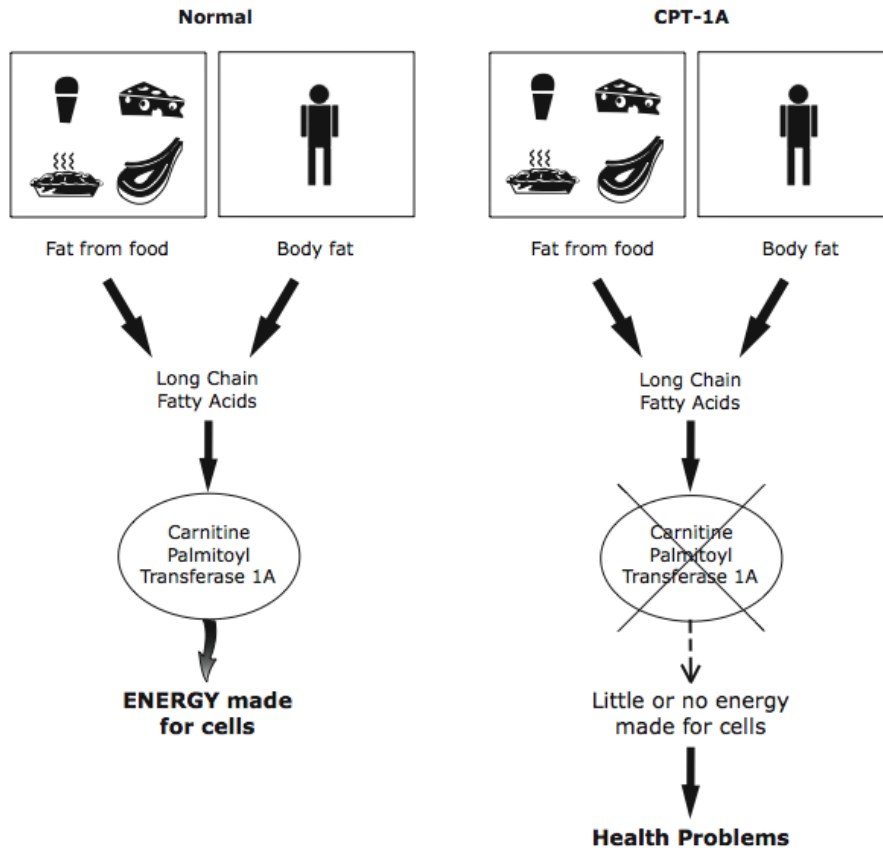 Normal
Fat from food
Body fat
Long Chain
Fatty Acids
Carnitine
Palmitoyl
Transferase 1A
ENERGY made
for cells
CPT-1A
Fat from food
Body fat
Long Chain
Fatty Acids
Carnitine
Palmitoyl
Transferase 1A
Little or no energy
made for cells
Health Problems